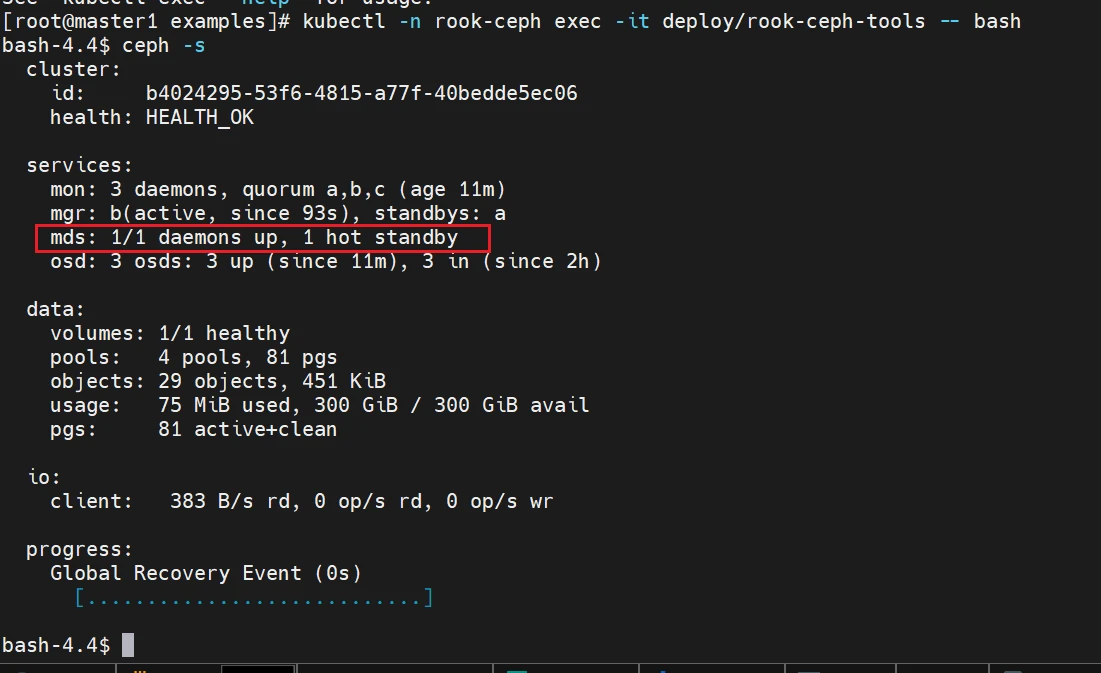 [root@master1 examples]# kubectl -n rook-ceph exec -it deploy/rook-ceph-tools -- bash
bash-4.4$ ceph -s
  cluster:
    id:     b4024295-53f6-4815-a77f-40bedde5ec06
    health: HEALTH_OK

  services:
    mon: 3 daemons, quorum a,b,c (age 11m)
    mgr: b(active, since 93s), standbys: a
    mds: 1/1 daemons up, 1 hot standby
    osd: 3 osds: 3 up (since 11m), 3 in (since 2h)

  data:
    volumes: 1/1 healthy
    pools:   4 pools, 81 pgs
    objects: 29 objects, 451 KiB
    usage:   75 MiB used, 300 GiB / 300 GiB avail
    pgs:     81 active+clean

  io:
    client:   383 B/s rd, 0 op/s rd, 0 op/s wr

  progress:
    Global Recovery Event (0s)
      [............................]

bash-4.4$